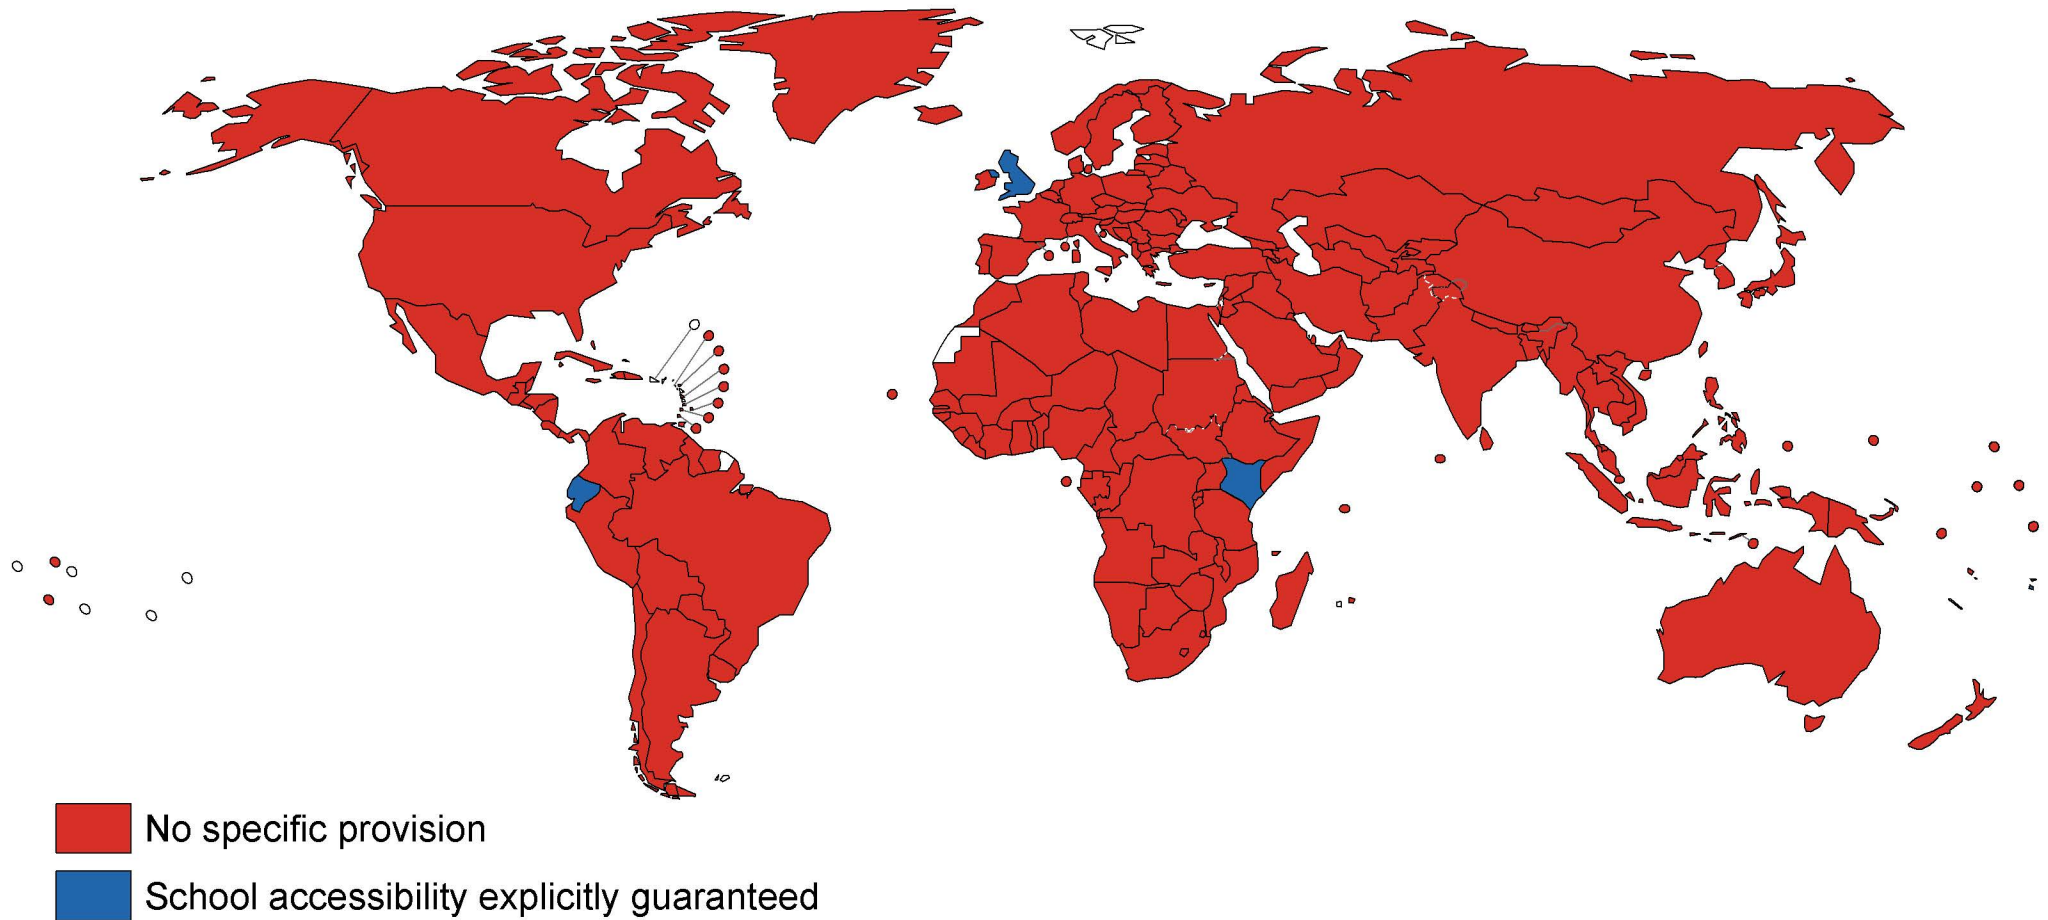 No specific provision
School accessibility explicitly guaranteed